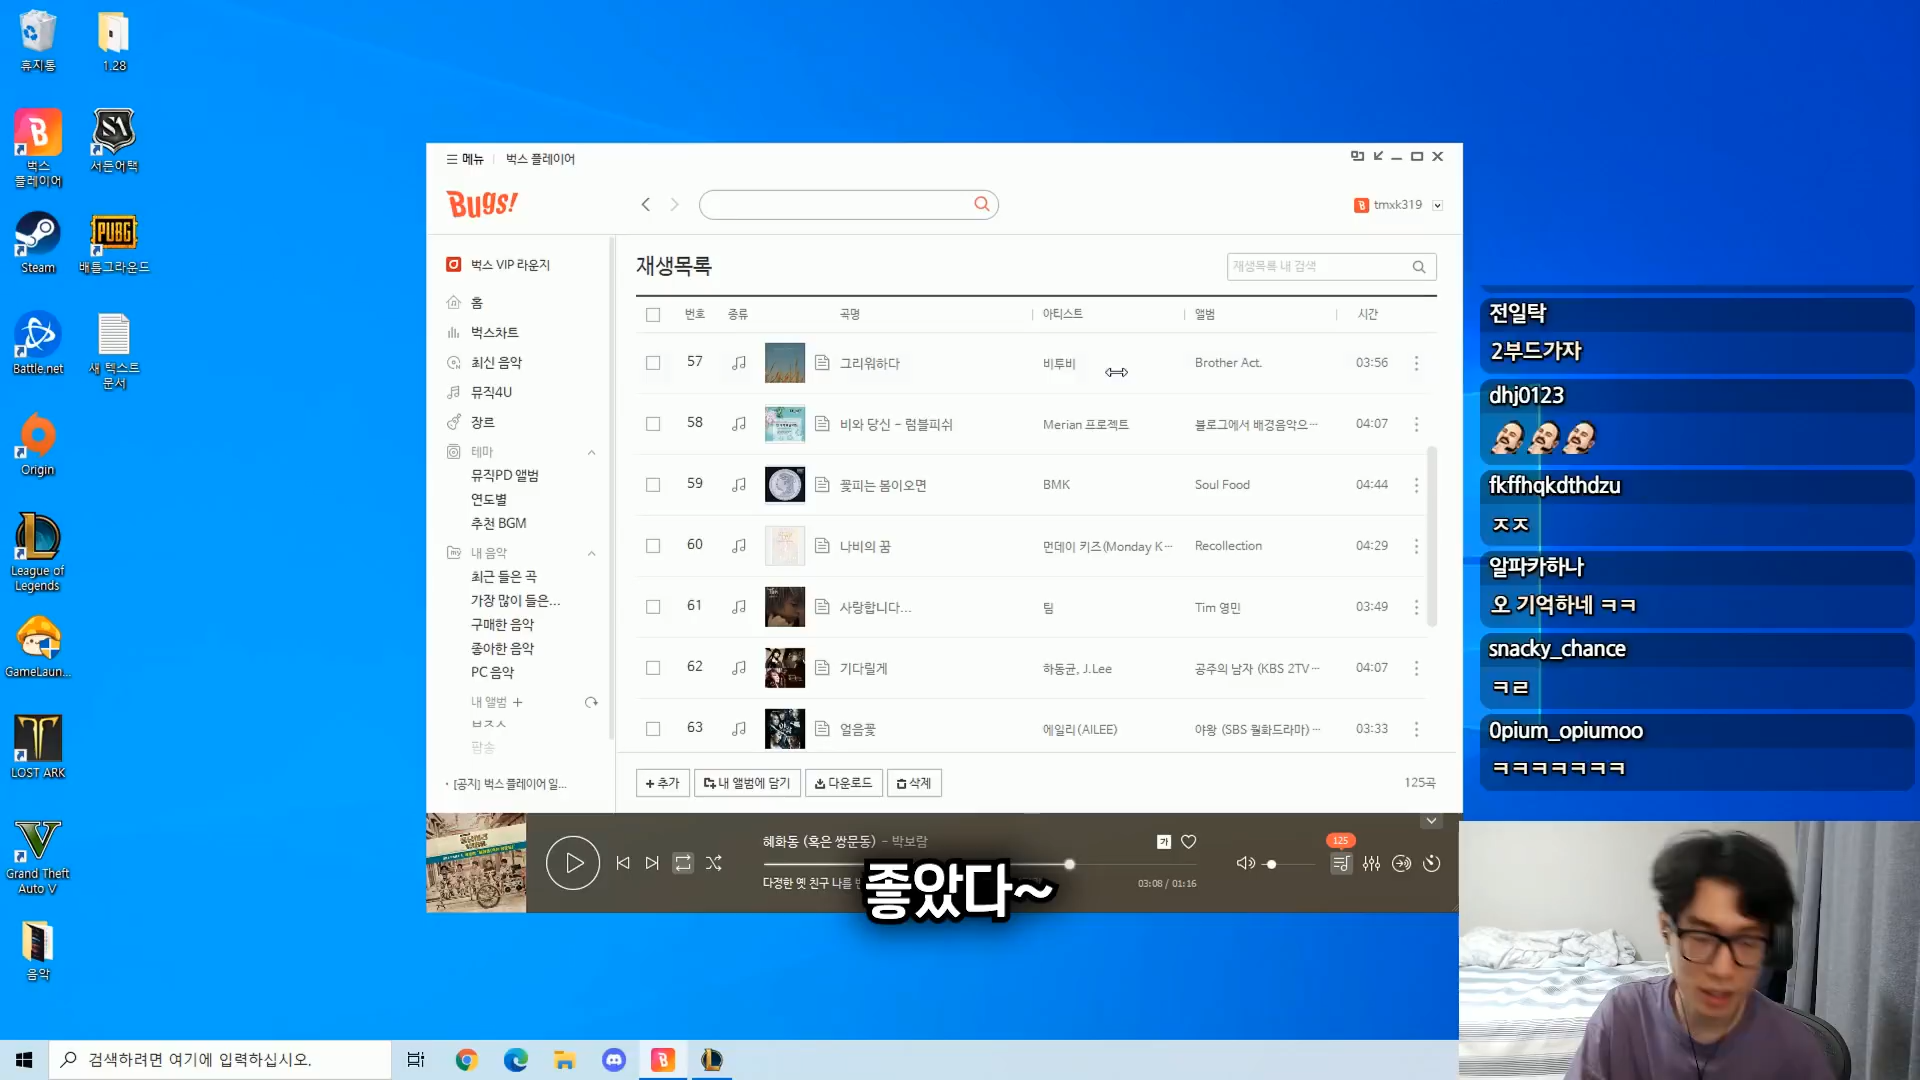 휴지통
1.28
벅스
플레이어
서든어택
Steam
배틀그라운드
Battle.net
새 텍스트
문서
Origin
League of
Legends
GameLaun...
LOST ARK
Grand Theft
Auto V
음악
메뉴
벅스 플레이어
Bugs!
tmxk319
벅스 VIP 라운지
홈
벅스차트
최신 음악
뮤직4U
장르
테마
뮤직PD 앨범
연도별
추천 BGM
내 음악
최근 들은 곡
가장 많이 들은...
구매한 음악
좋아한 음악
PC 음악
내 앨범 +
팝송
[공지] 벅스 플레이어 일...
재생목록
재생목록 내 검색
번호 종류 곡명 아티스트 앨범 시간
57 그리워하다 비투비 Brother Act. 03:56
58 비와 당신 - 럼블피쉬 Merian 프로젝트 블로그에서 배경음악으··· 04:07
59 꽃피는 봄이오면 BMK Soul Food 04:44
60 나비의 꿈 먼데이 키즈(Monday K··· Recollection 04:29
61 사랑합니다... 팀 Tim 영민 03:49
62 기다릴게 하동균, J.Lee 공주의 남자 (KBS 2TV ··· 04:07
63 얼음꽃 에일리(AILEE) 야왕 (SBS 월화드라마) ··· 03:33
+ 추가
내 앨범에 담기
다운로드
삭제
125곡
혜화동 (혹은 쌍문동) - 박보람
다정한 옛 친구 나를
03:08 / 01:16
125
좋았다~
전일탁
2부드가자
dhj0123
fkffhqkdthdzu
ㅈㅈ
알파카하나
오 기억하네 ㅋㅋ
snacky_chance
ㅋㄹ
0pium_opiumoo
ㅋㅋㅋㅋㅋㅋㅋ
검색하려면 여기에 입력하십시오.